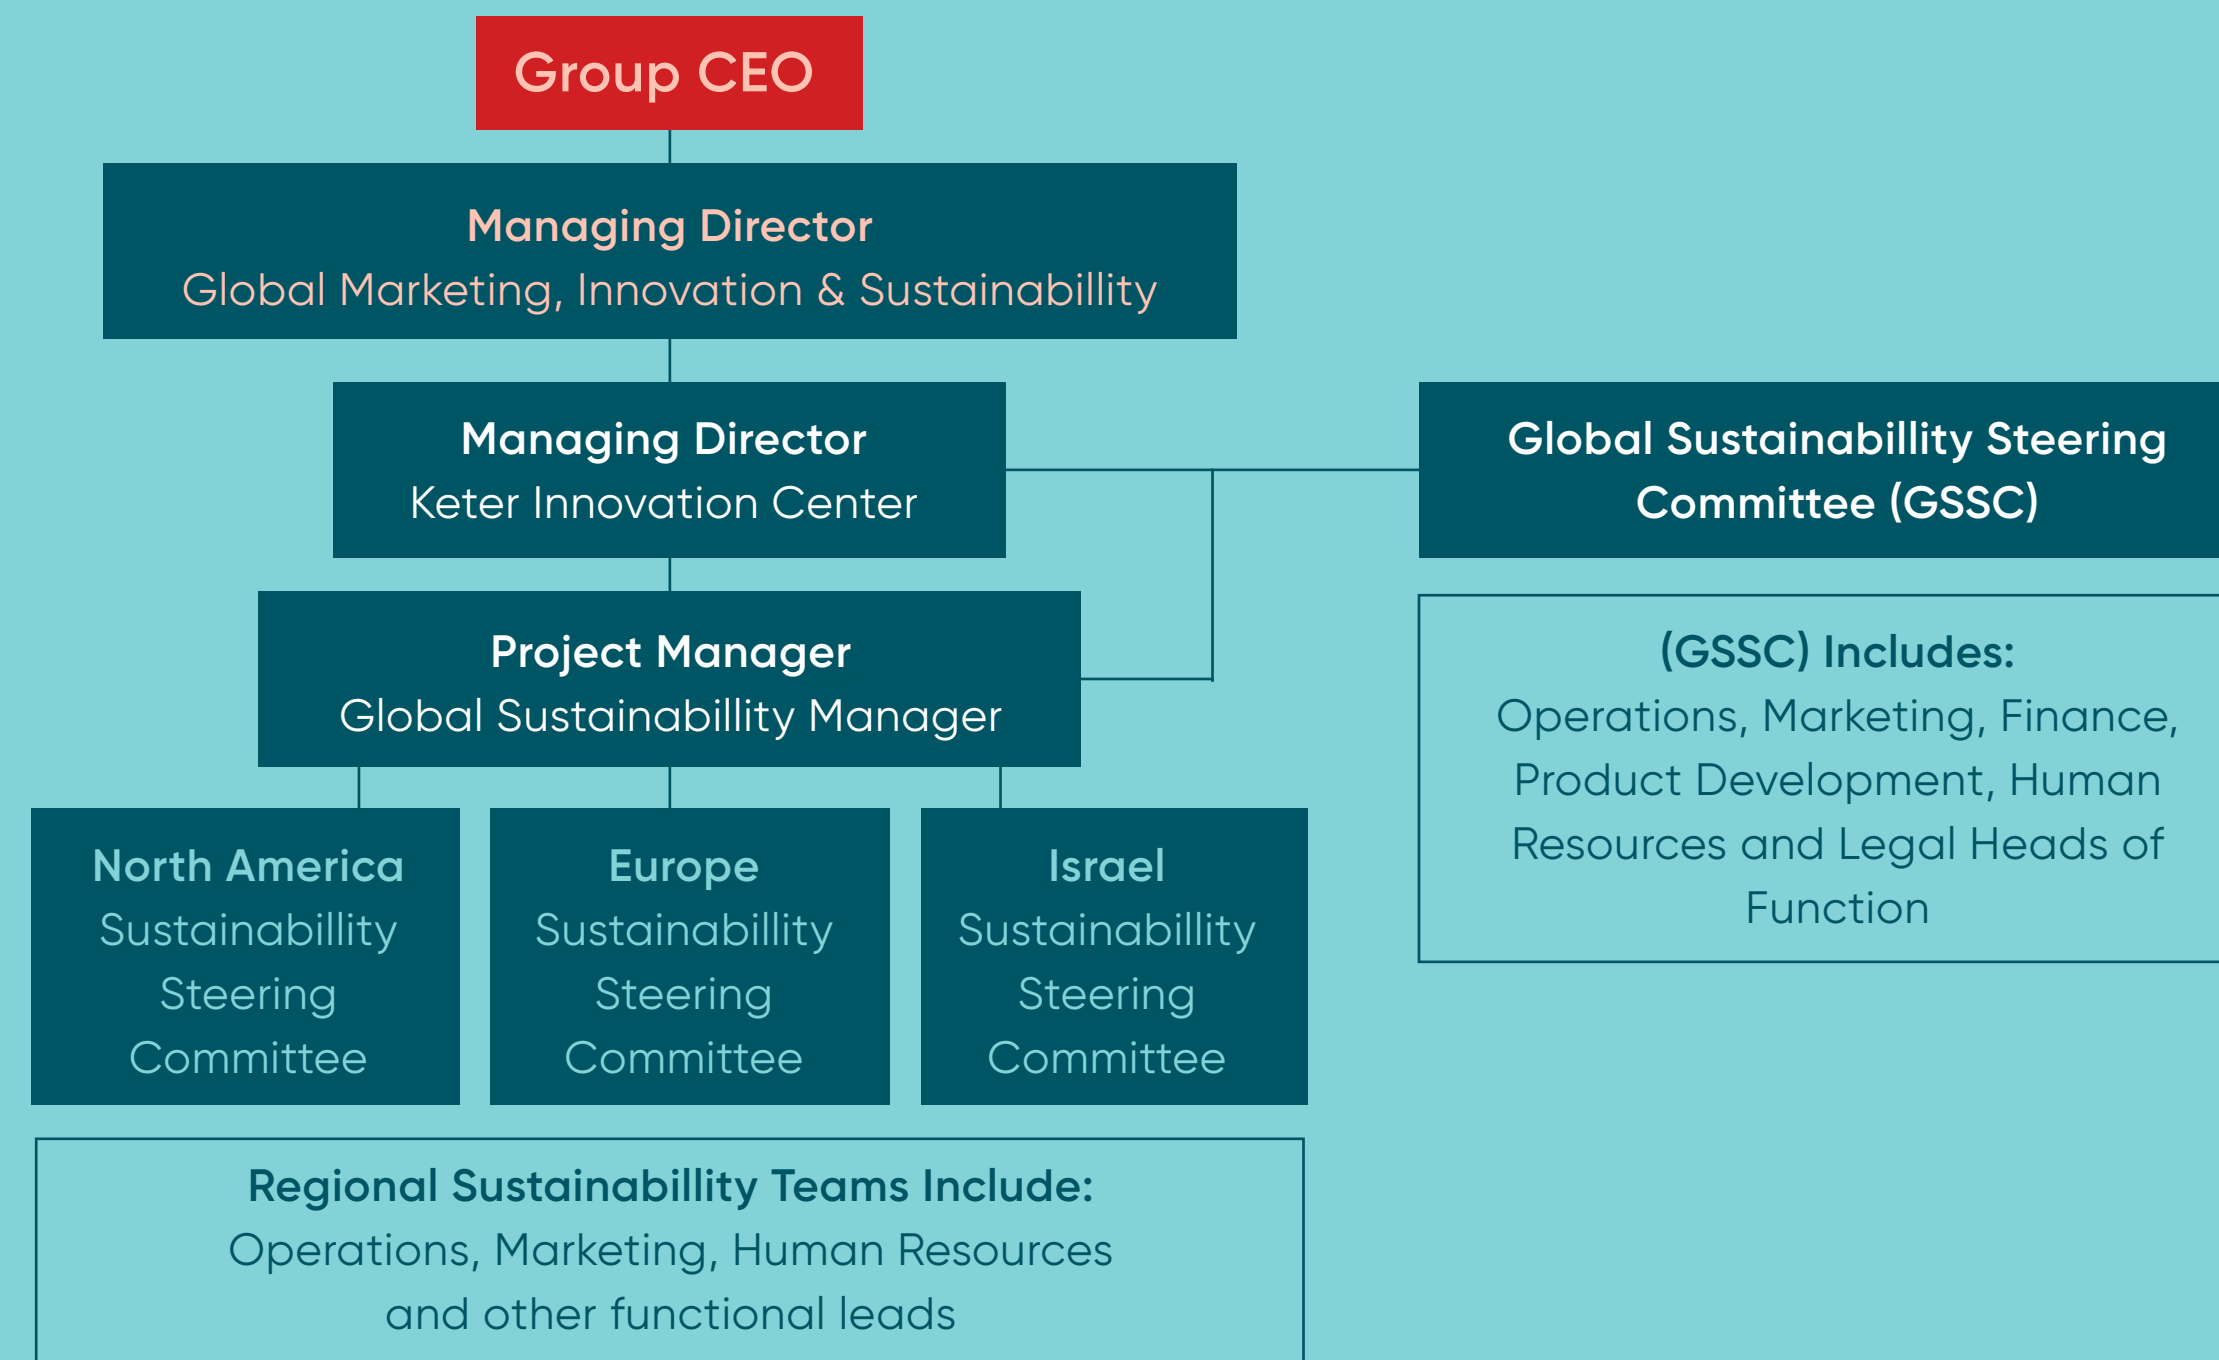 Group CEO
Managing Director
Global Marketing, Innovation & Sustainabillity
Managing Director
Keter Innovation Center
Global Sustainabillity Steering
Committee (GSSC)
Project Manager
Global Sustainabillity Manager
(GSSC) Includes:
Operations, Marketing, Finance,
Product Development, Human
Resources and Legal Heads of
Function
North America
Sustainabillity
Steering
Committee
Europe
Sustainabillity
Steering
Committee
Israel
Sustainabillity
Steering
Committee
Regional Sustainabillity Teams Include:
Operations, Marketing, Human Resources
and other functional leads